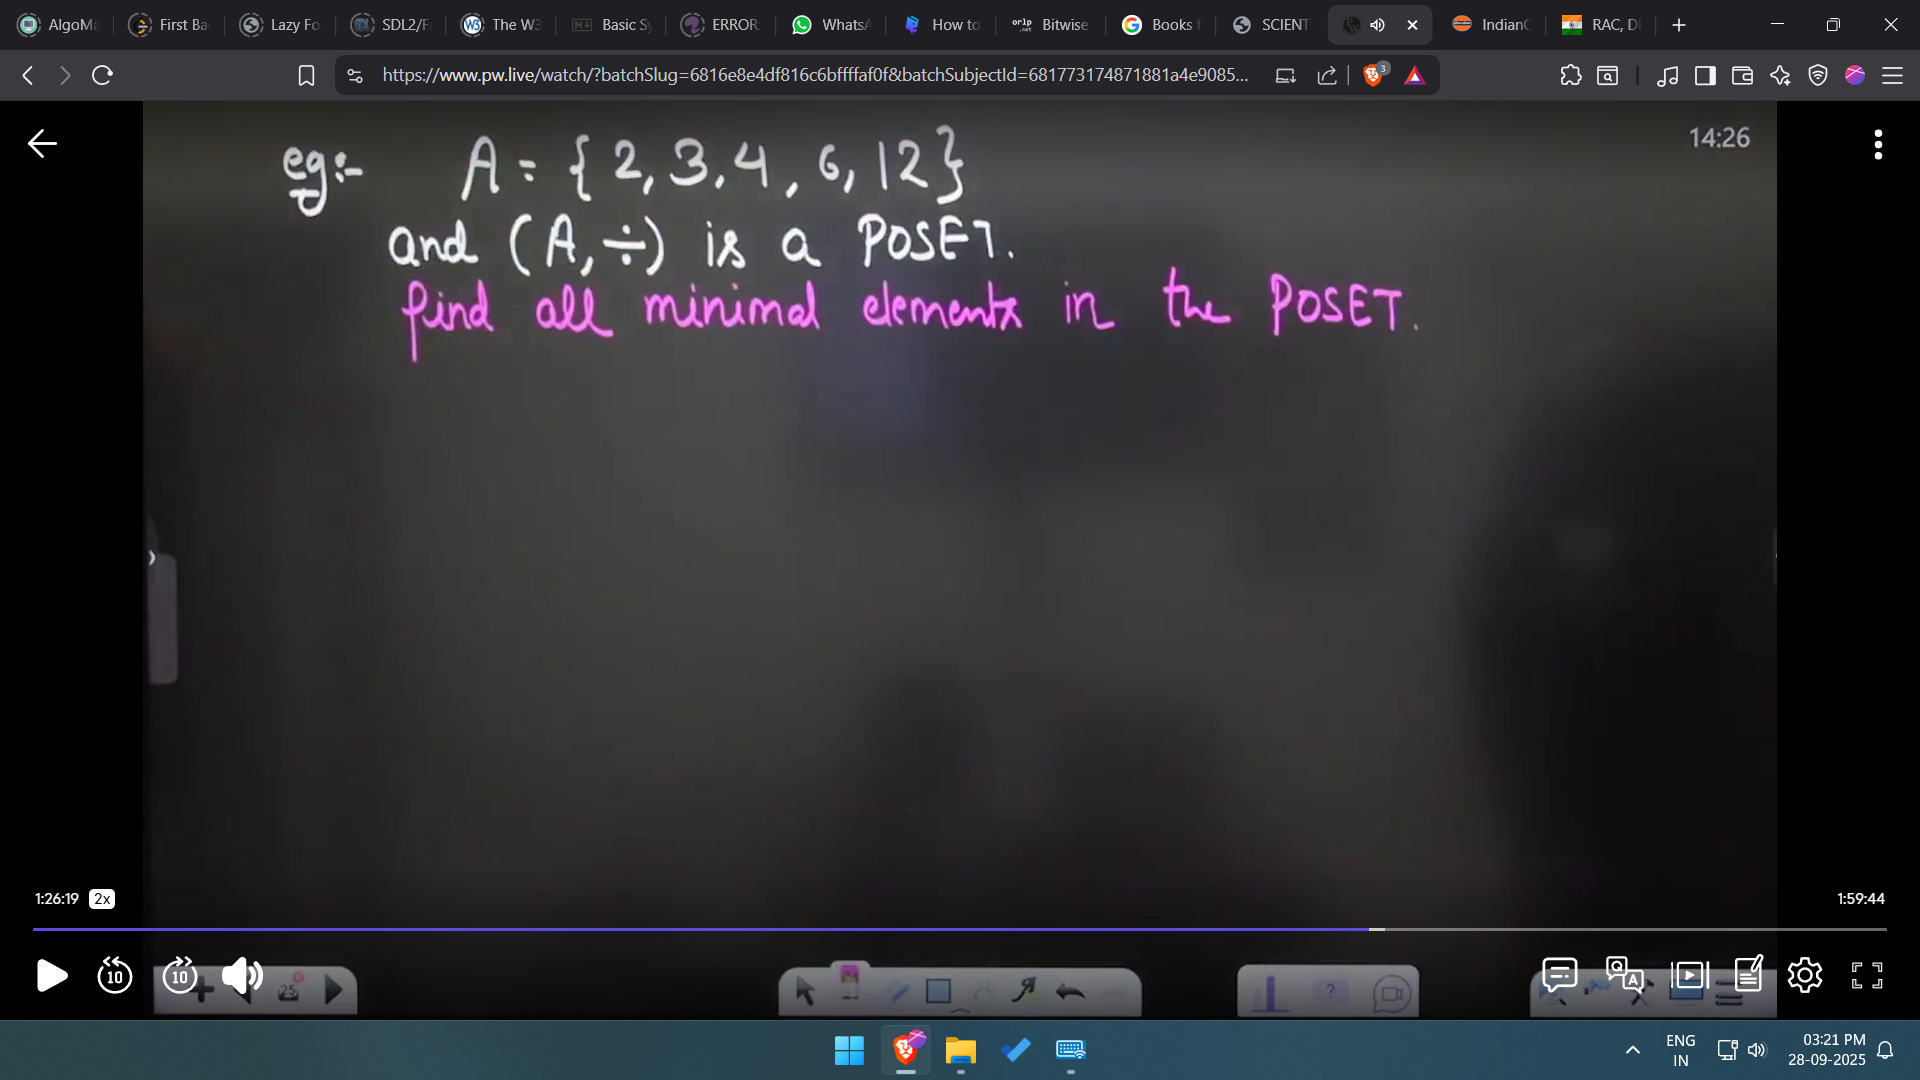 AlgoMa First Ba Lazy Fo SDL2/F The W3 Basic Sy ERROR: WhatsA How to Bitwise Books f SCIENT IndianC RAC, DI
https://www.pw.live/watch/?batchSlug=6816e8e4df816c6bffffaf0f&batchSubjectId=681773174871881a4e9085... 3
14:26
eg:- A = { 2, 3, 4, 6, 12 }
and (A, ÷) is a POSET.
find all minimal elements in the POSET.
1:26:19 2x 1:59:44
10 10 25 ?
ENG 03:21 PM
IN 28-09-2025